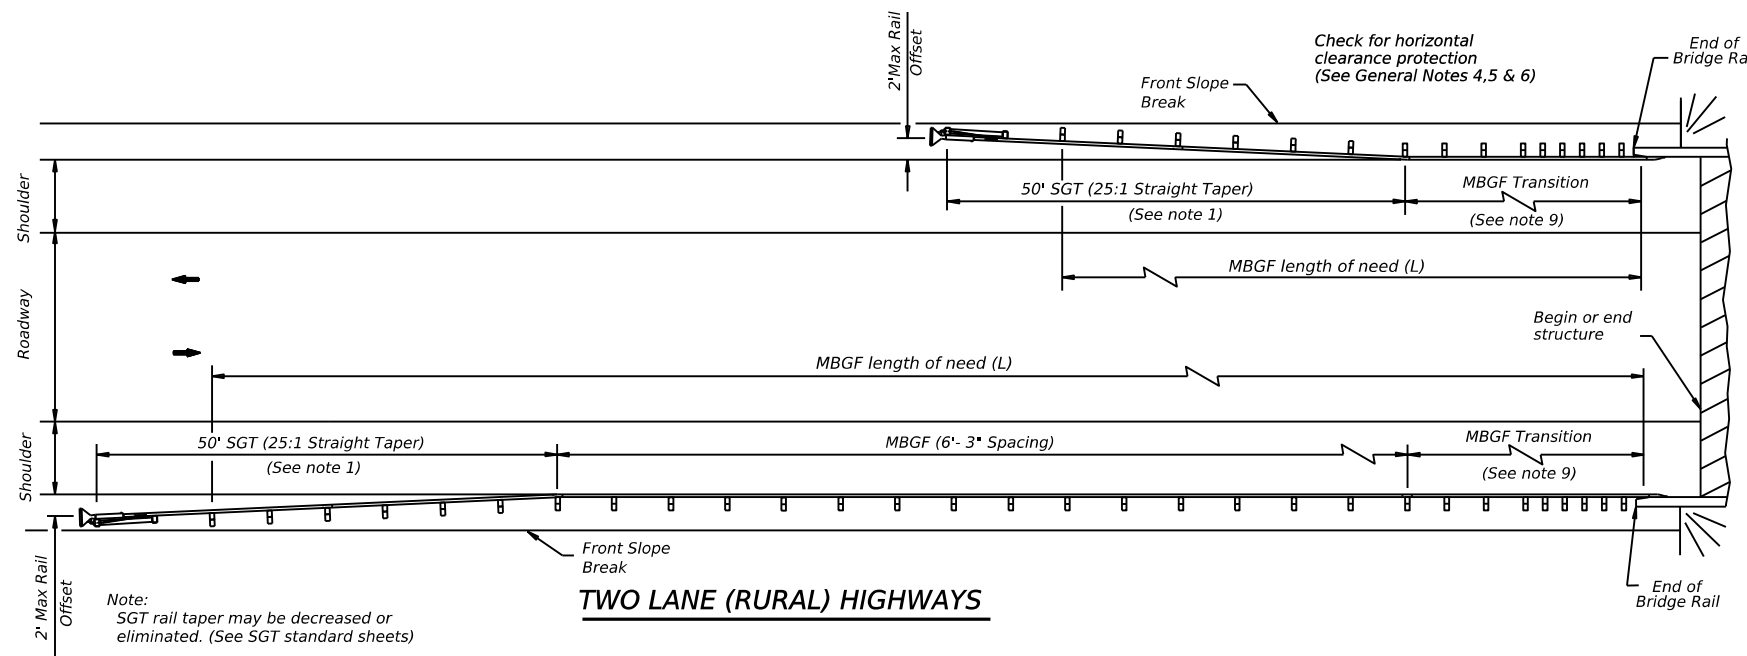 2' Max Rail
Offset
Check for horizontal
clearance protection
(See General Notes 4,5 & 6)
End of
Bridge Ra
Front Slope
Break
Shoulder
50' SGT (25:1 Straight Taper)
(See note 1)
MBGF Transition
(See note 9)
MBGF length of need (L)
Roadway
Begin or end
structure
MBGF length of need (L)
Shoulder
50' SGT (25:1 Straight Taper)
(See note 1)
MBGF (6'- 3" Spacing)
MBGF Transition
(See note 9)
Front Slope
Break
2' Max Rail
Offset
Note:
SGT rail taper may be decreased or
eliminated. (See SGT standard sheets)
TWO LANE (RURAL) HIGHWAYS
End of
Bridge Rail